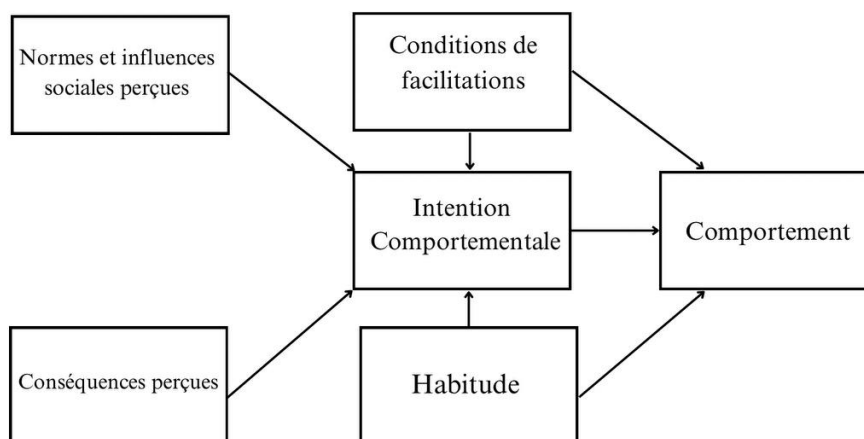 Normes et influences
sociales perçues
Conditions de
facilitations
Intention
Comportementale
Comportement
Conséquences perçues
Habitude